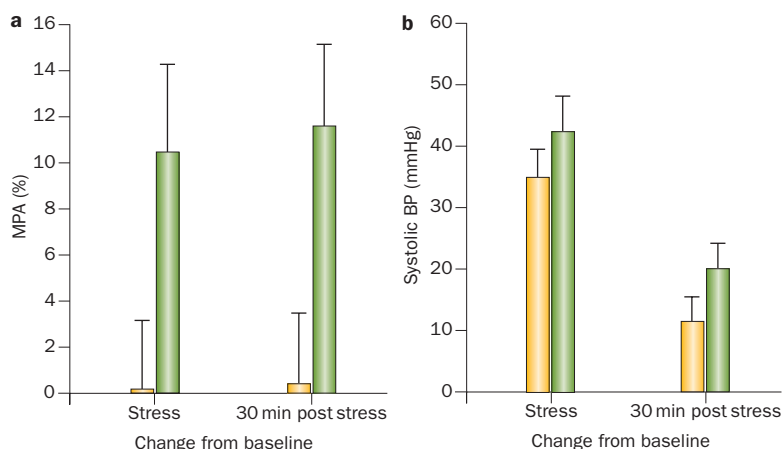 a
16
14
12
10
8
6
4
2
0
MPA (%)
Stress
30 min post stress
Change from baseline
b
60
50
40
30
20
10
0
Systolic BP (mmHg)
Stress
30 min post stress
Change from baseline